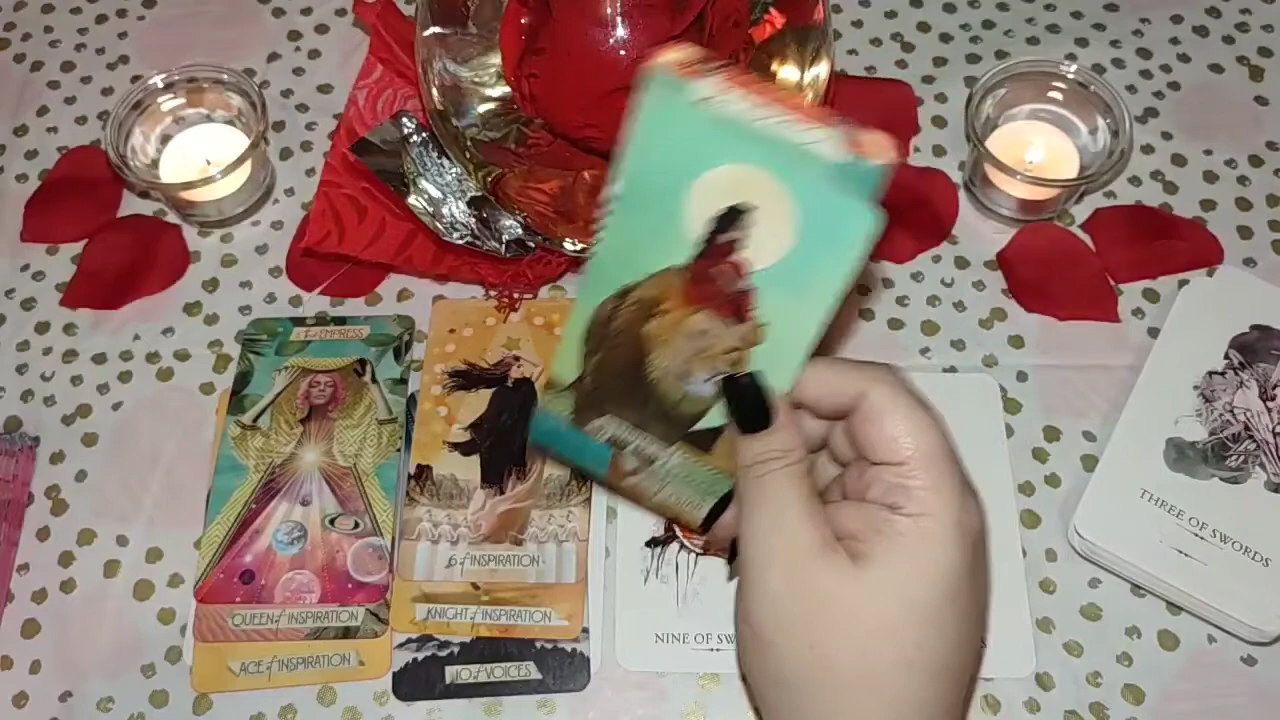 The EMPRESS
QUEEN of INSPIRATION
ACE of INSPIRATION
6 of INSPIRATION
KNIGHT of INSPIRATION
10 of VOICES
NINE OF
THREE OF SWORDS